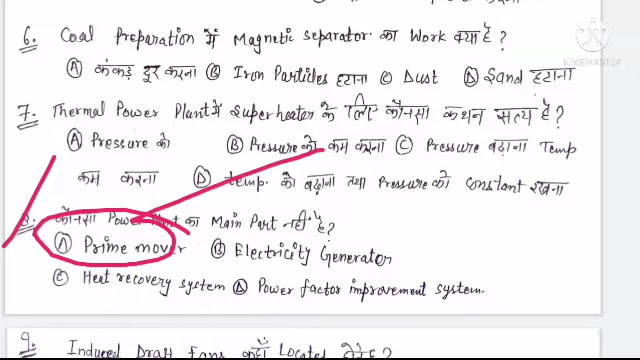 6. Coal Preparation में Magnetic separator का Work क्या है?
Ⓐ कंकड़ दूर करना Ⓑ Iron Particles हटाना Ⓒ Dust Ⓓ Sand हटाना
7. Thermal Power Plant में Superheater के लिए कौनसा कथन सत्य है?
Ⓐ Pressure को Ⓑ Pressure को कम करना Ⓒ Pressure बढ़ाना Temp
कम करना Ⓓ Temp. को बढ़ाना तथा Pressure को Constant रखना
8. कौनसा Power Plant का Main Part नहीं है?
Ⓐ Prime mover Ⓑ Electricity Generator
Ⓒ Heat recovery system Ⓓ Power factor improvement system.
9. Induced Draft Fans कहाँ Locates होते है?
KINEMASTER